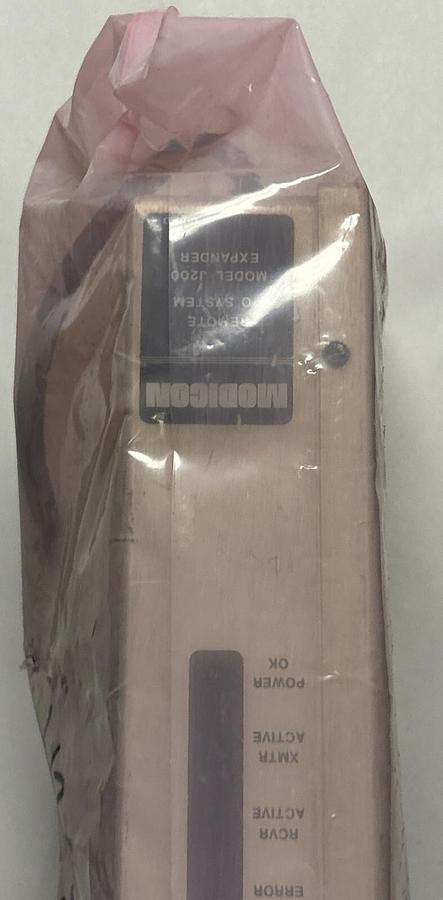 ERROR
RCVR
ACTIVE
XMTR
ACTIVE
POWER
OK
MODICON
REMOTE
I/O SYSTEM
MODEL J200
EXPANDER